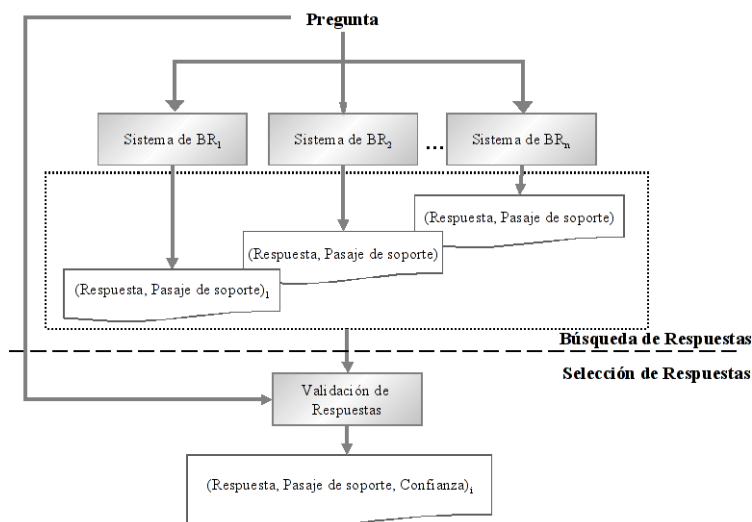 Pregunta
Sistema de BR1
Sistema de BR2
...
Sistema de BRn
(Respuesta, Pasaje de soporte)
(Respuesta, Pasaje de soporte)
(Respuesta, Pasaje de soporte)1
Búsqueda de Respuestas
Selección de Respuestas
Validación de
Respuestas
(Respuesta, Pasaje de soporte, Confianza)i